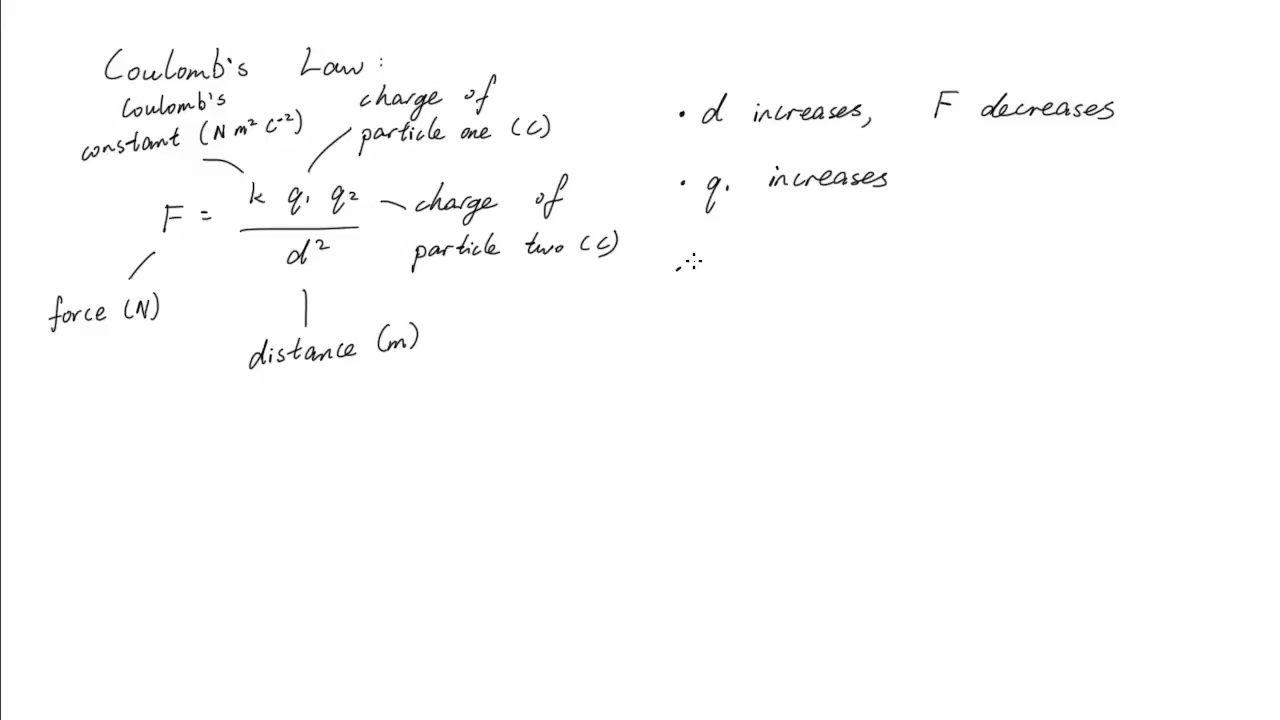 Coulomb's Law:
Coulomb's
constant (N m² C⁻²)
charge of
particle one (C)
F = k q₁ q₂
d²
charge of
particle two (C)
force (N)
distance (m)
• d increases, F decreases
• q₁ increases